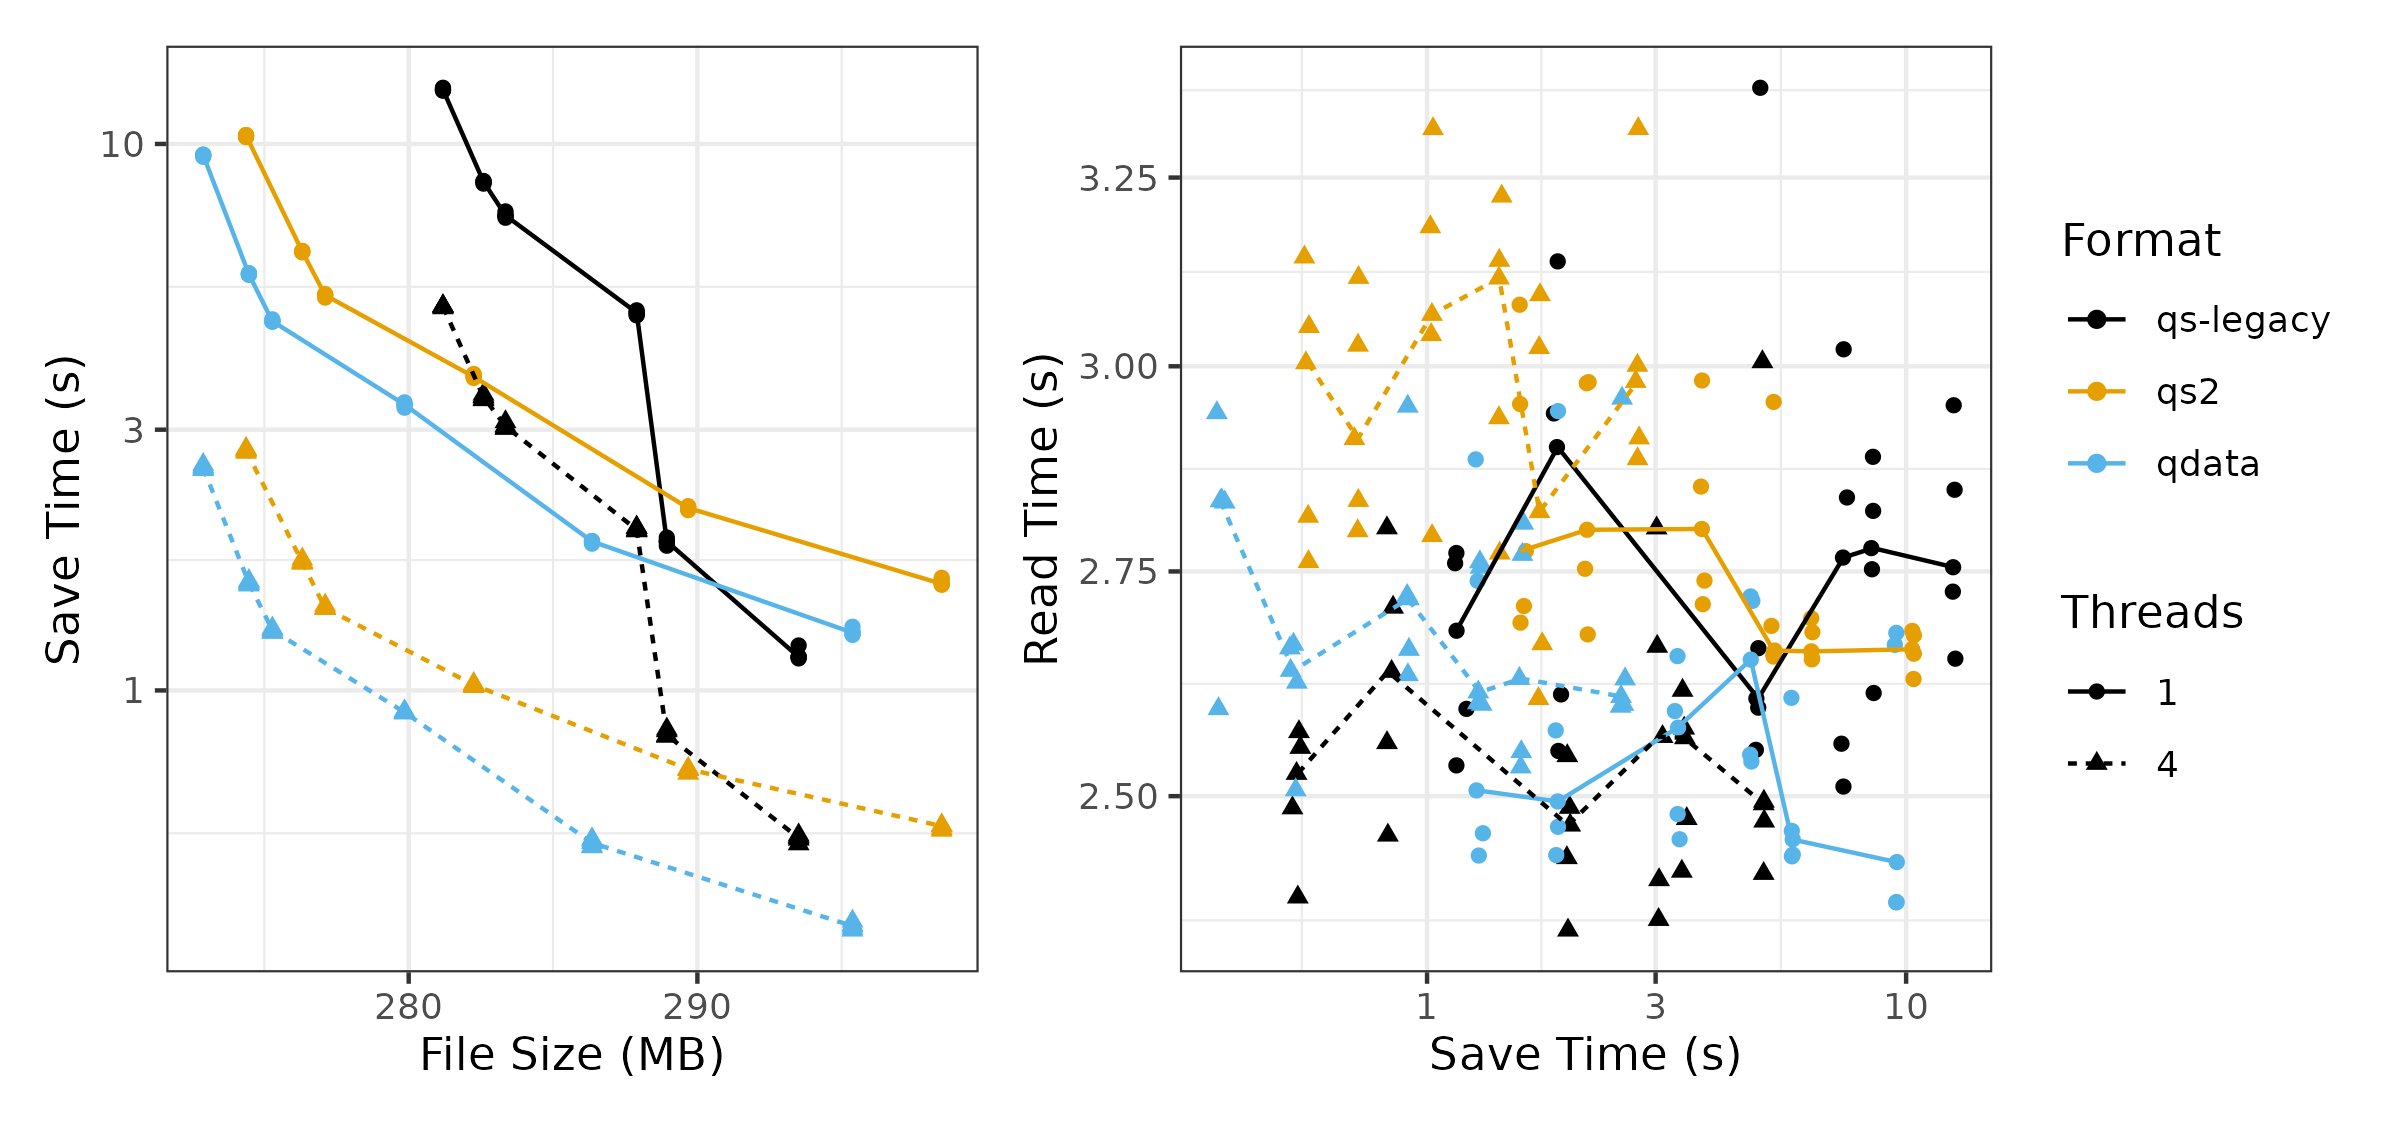 Save Time (s)
10
3
1
280
290
File Size (MB)
Read Time (s)
3.25
3.00
2.75
2.50
1
3
10
Save Time (s)
Format
qs-legacy
qs2
qdata
Threads
1
4